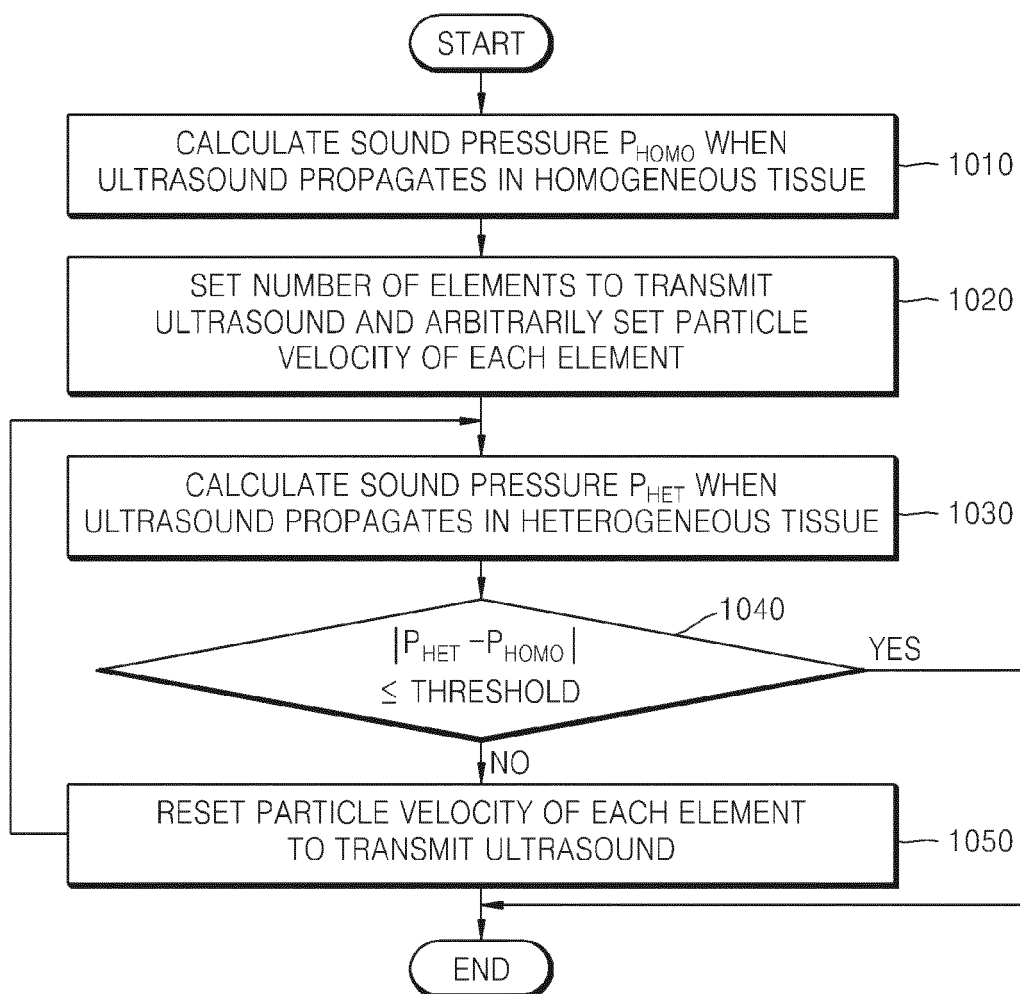 START
CALCULATE SOUND PRESSURE P_HOMO WHEN
ULTRASOUND PROPAGATES IN HOMOGENEOUS TISSUE
1010
SET NUMBER OF ELEMENTS TO TRANSMIT
ULTRASOUND AND ARBITRARILY SET PARTICLE
VELOCITY OF EACH ELEMENT
1020
CALCULATE SOUND PRESSURE P_HET WHEN
ULTRASOUND PROPAGATES IN HETEROGENEOUS TISSUE
1030
1040
|P_HET - P_HOMO|
≤ THRESHOLD
YES
NO
RESET PARTICLE VELOCITY OF EACH ELEMENT
TO TRANSMIT ULTRASOUND
1050
END